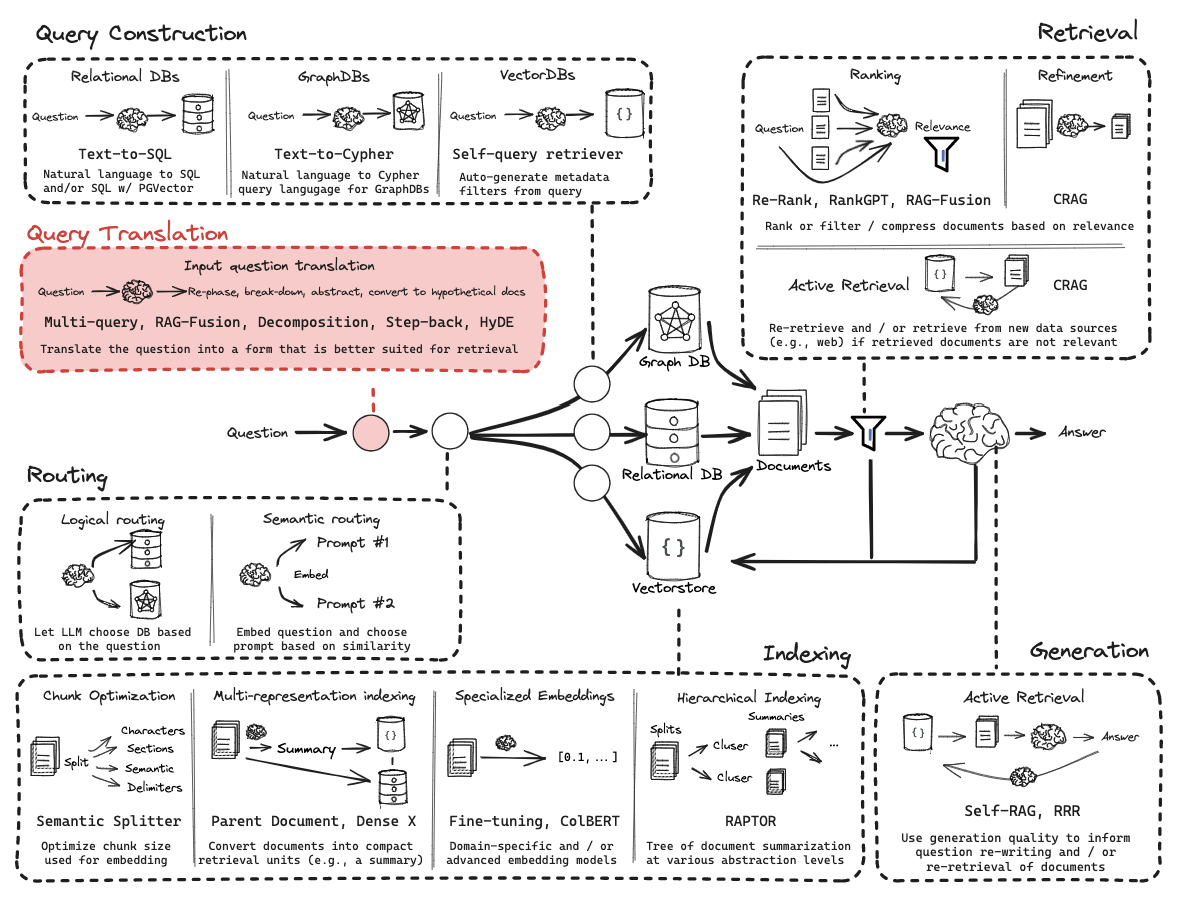 Query Construction
Relational DBs
Question
Text-to-SQL
Natural language to SQL
and/or SQL w/ PGVector
GraphDBs
Question
Text-to-Cypher
Natural language to Cypher
query langugage for GraphDBs
VectorDBs
Question
{ }
Self-query retriever
Auto-generate metadata
filters from query
Retrieval
Ranking
Question
Relevance
Re-Rank, RankGPT, RAG-Fusion
Refinement
CRAG
Rank or filter / compress documents based on relevance
Active Retrieval
{ }
CRAG
Re-retrieve and / or retrieve from new data sources
(e.g., web) if retrieved documents are not relevant
Query Translation
Input question translation
Question
Re-phase, break-down, abstract, convert to hypothetical docs
Multi-query, RAG-Fusion, Decomposition, Step-back, HyDE
Translate the question into a form that is better suited for retrieval
Question
Graph DB
Relational DB
{ }
Vectorstore
Documents
Answer
Routing
Logical routing
Let LLM choose DB based
on the question
Semantic routing
Prompt #1
Embed
Prompt #2
Embed question and choose
prompt based on similarity
Indexing
Chunk Optimization
Split
Characters
Sections
Semantic
Delimiters
Semantic Splitter
Optimize chunk size
used for embedding
Multi-representation indexing
Summary
{ }
Parent Document, Dense X
Convert documents into compact
retrieval units (e.g., a summary)
Specialized Embeddings
[0.1, ...]
Fine-tuning, ColBERT
Domain-specific and / or
advanced embedding models
Hierarchical Indexing
Splits
Summaries
Cluser
Cluser
...
RAPTOR
Tree of document summarization
at various abstraction levels
Generation
Active Retrieval
{ }
Answer
Self-RAG, RRR
Use generation quality to inform
question re-writing and / or
re-retrieval of documents